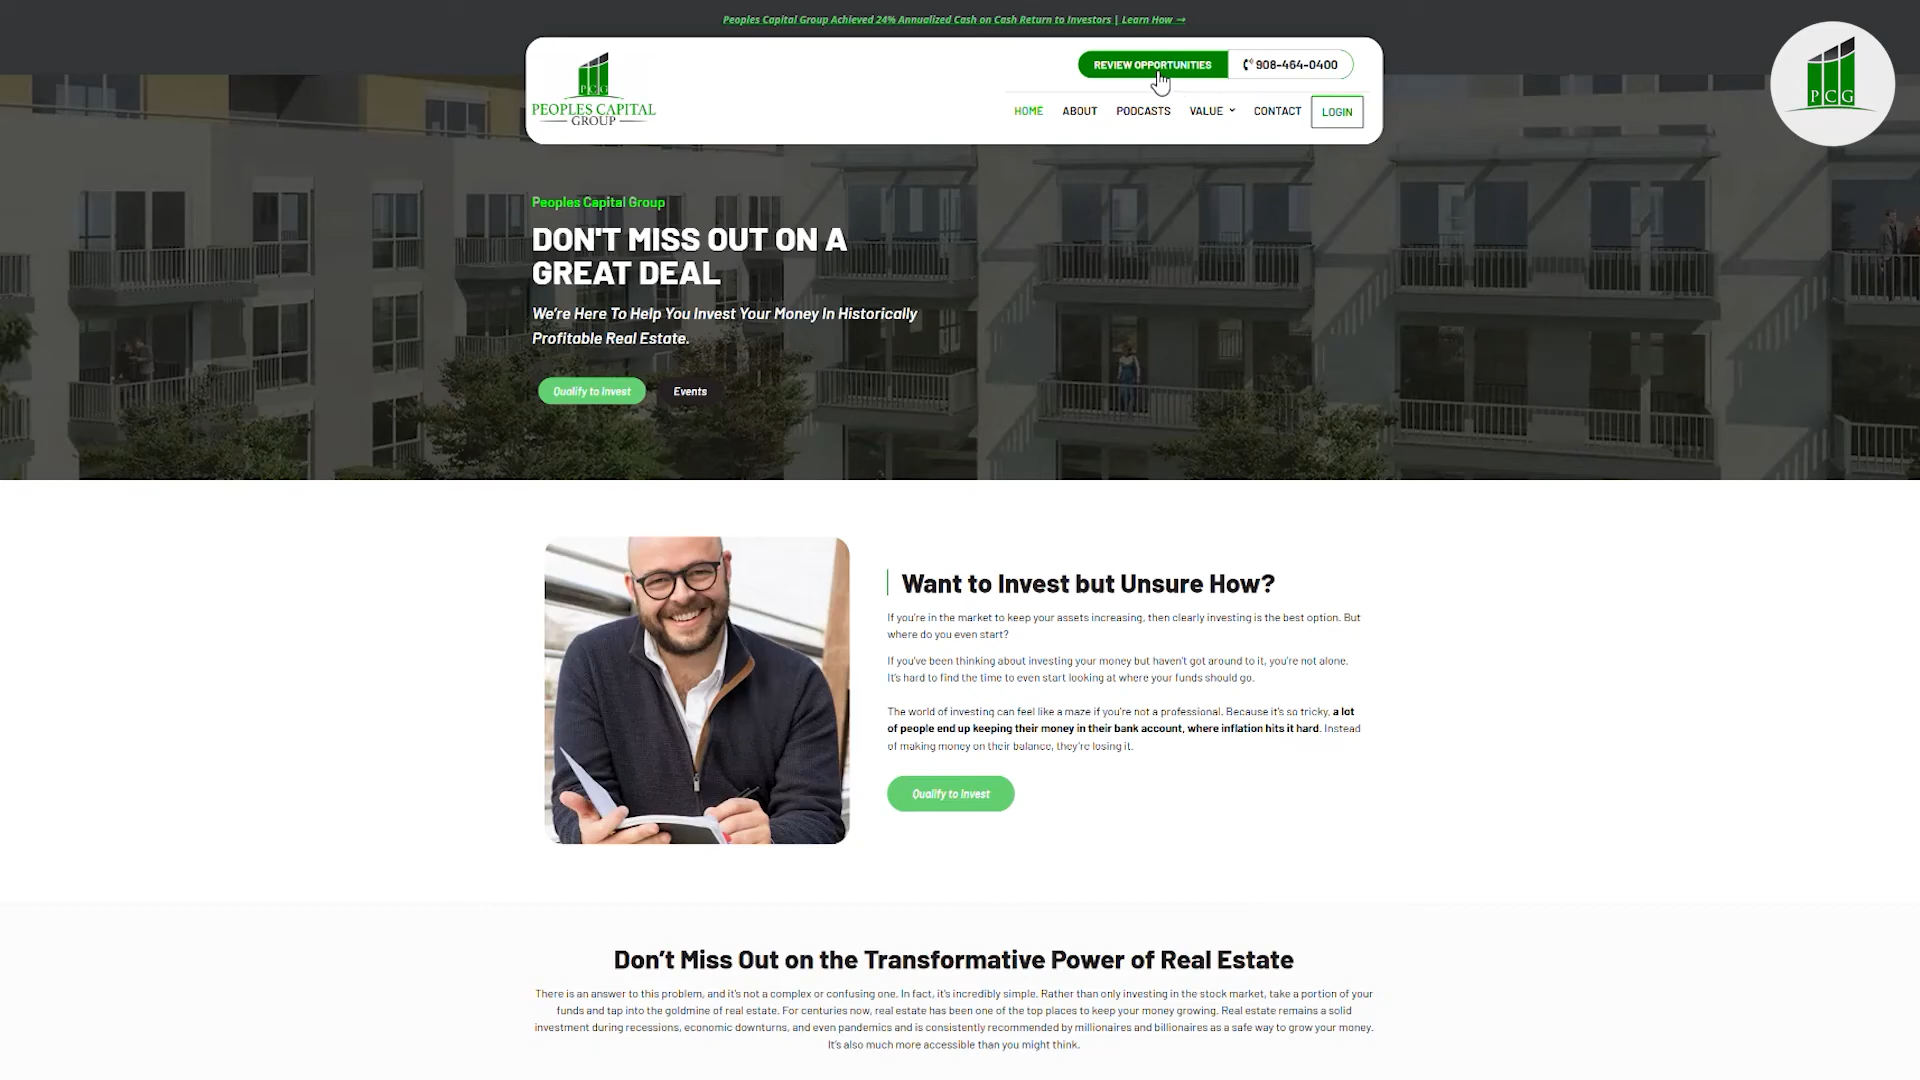 Peoples Capital Group Achieved 24% Annualized Cash on Cash Return to Investors | Learn How →
PCG
PEOPLES CAPITAL
GROUP
REVIEW OPPORTUNITIES
908-464-0400
HOME
ABOUT
PODCASTS
VALUE
CONTACT
LOGIN
PCG
Peoples Capital Group
DON'T MISS OUT ON A
GREAT DEAL
We're Here To Help You Invest Your Money In Historically
Profitable Real Estate.
Qualify to Invest
Events
Want to Invest but Unsure How?
If you're in the market to keep your assets increasing, then clearly investing is the best option. But
where do you even start?
If you've been thinking about investing your money but haven't got around to it, you're not alone.
It's hard to find the time to even start looking at where your funds should go.
The world of investing can feel like a maze if you're not a professional. Because it's so tricky, a lot
of people end up keeping their money in their bank account, where inflation hits it hard. Instead
of making money on their balance, they're losing it.
Qualify to Invest
Don't Miss Out on the Transformative Power of Real Estate
There is an answer to this problem, and it's not a complex or confusing one. In fact, it's incredibly simple. Rather than only investing in the stock market, take a portion of your
funds and tap into the goldmine of real estate. For centuries now, real estate has been one of the top places to keep your money growing. Real estate remains a solid
investment during recessions, economic downturns, and even pandemics and is consistently recommended by millionaires and billionaires as a safe way to grow your money.
It's also much more accessible than you might think.